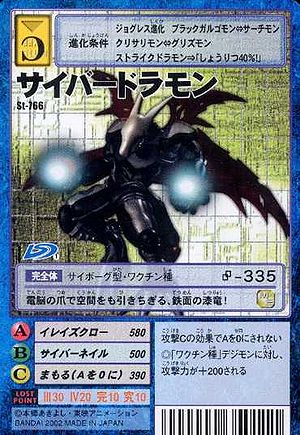 進化条件
ジョグレス進化 ブラックガルゴモン⇔サーチモン
クリサリモン⇔グリズモン
ストライクドラモン⇨「しょうりつ40%!」
サイバードラモン
St-766
完全体 サイボーグ型・ワクチン種
-335
電脳の爪で空間をも引きちぎる、鉄面の漆竜!
A イレイズクロー 580
B サイバーネイル 500
C まもる(Aを0に) 390
攻撃Cの効果でAを0にされない
◎「ワクチン種」デジモンに対し、
攻撃力が+200される
LOST POINT Ⅲ30 Ⅳ20 完10 究10
©本郷あきよし・東映アニメーション
BANDAI 2002 MADE IN JAPAN